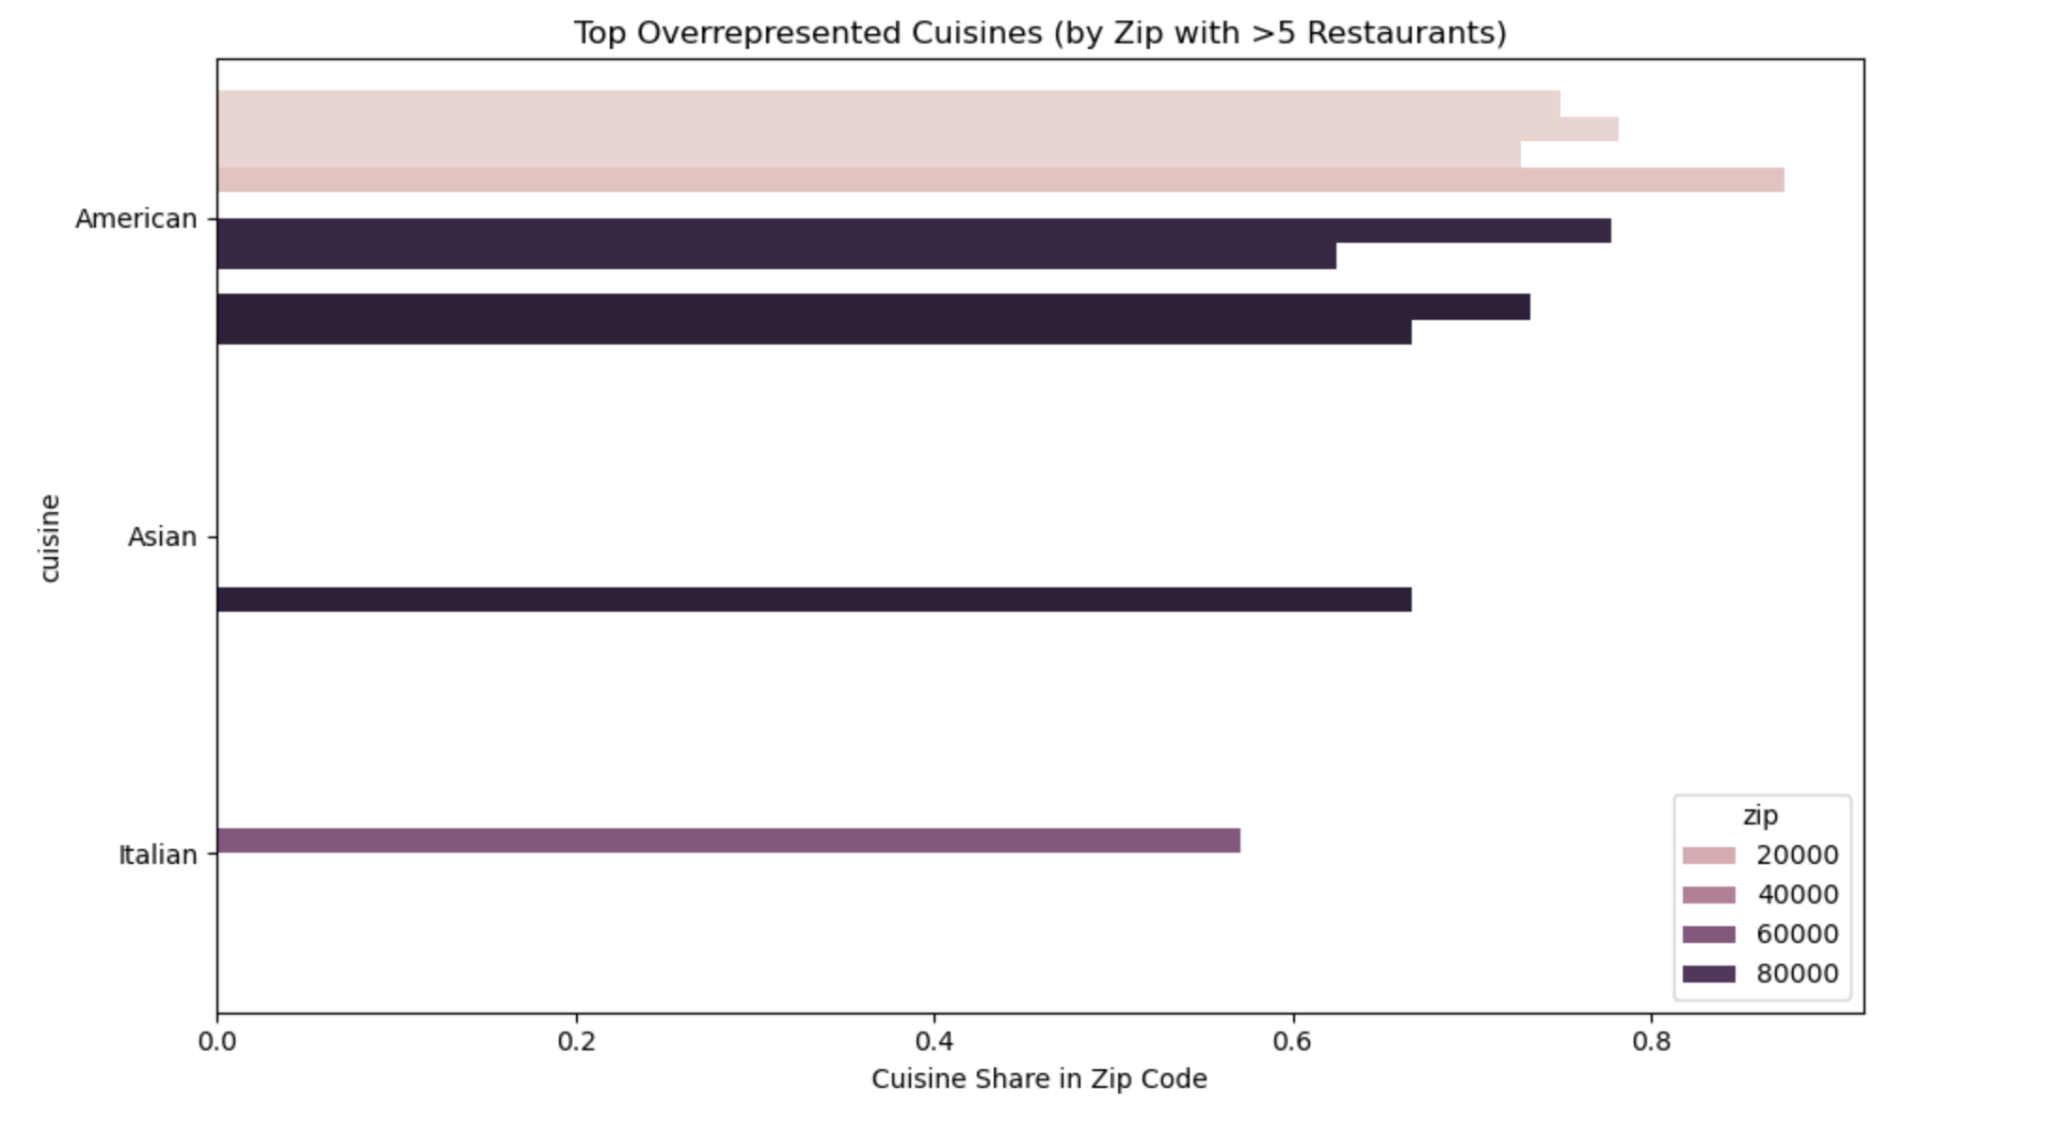 Top Overrepresented Cuisines (by Zip with >5 Restaurants)
American
Asian
Italian
cuisine
zip
20000
40000
60000
80000
0.0 0.2 0.4 0.6 0.8
Cuisine Share in Zip Code